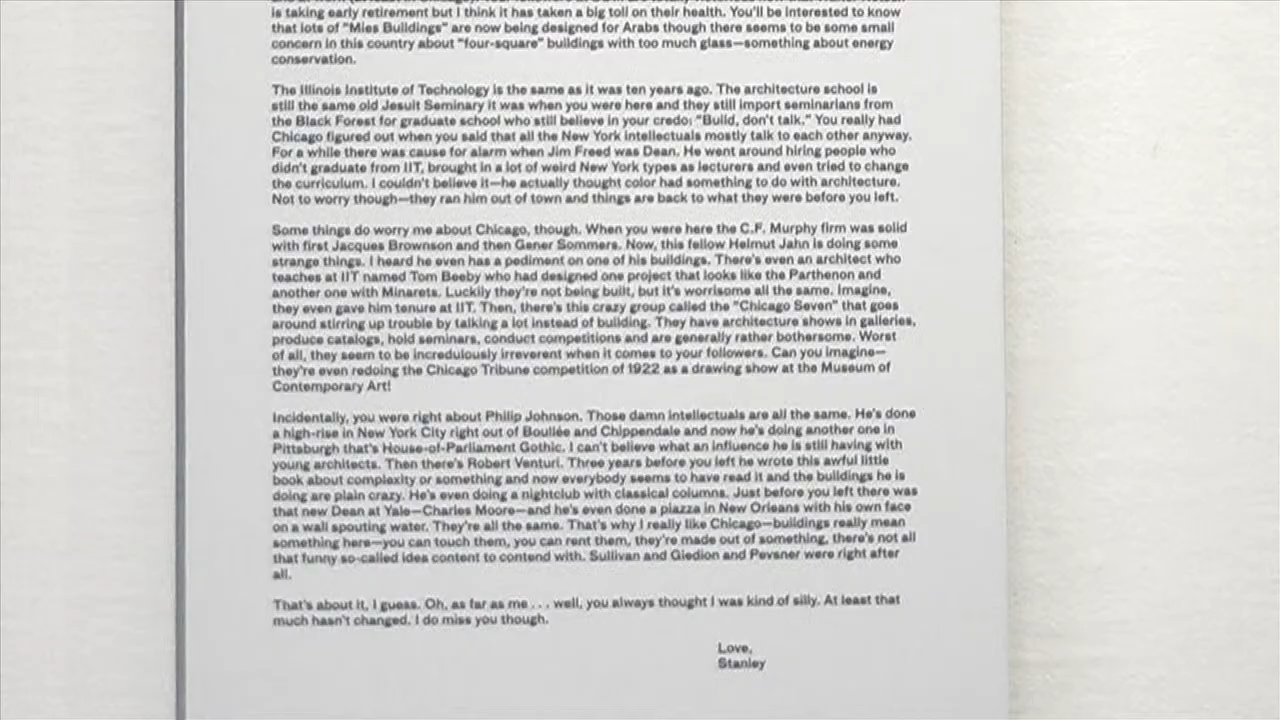 is taking early retirement but I think it has taken a big toll on their health. You'll be interested to know
that lots of "Mies Buildings" are now being designed for Arabs though there seems to be some small
concern in this country about "four-square" buildings with too much glass—something about energy
conservation.
The Illinois Institute of Technology is the same as it was ten years ago. The architecture school is
still the same old Jesuit Seminary it was when you were here and they still import seminarians from
the Black Forest for graduate school who still believe in your credo: "Build, don't talk." You really had
Chicago figured out when you said that all the New York intellectuals mostly talk to each other anyway.
For a while there was cause for alarm when Jim Freed was Dean. He went around hiring people who
didn't graduate from IIT, brought in a lot of weird New York types as lecturers and even tried to change
the curriculum. I couldn't believe it—he actually thought color had something to do with architecture.
Not to worry though—they ran him out of town and things are back to what they were before you left.
Some things do worry me about Chicago, though. When you were here the C.F. Murphy firm was solid
with first Jacques Brownson and then Gener Sommers. Now, this fellow Helmut Jahn is doing some
strange things. I heard he even has a pediment on one of his buildings. There's even an architect who
teaches at IIT named Tom Beeby who had designed one project that looks like the Parthenon and
another one with Minarets. Luckily they're not being built, but it's worrisome all the same. Imagine,
they even gave him tenure at IIT. Then, there's this crazy group called the "Chicago Seven" that goes
around stirring up trouble by talking a lot instead of building. They have architecture shows in galleries,
produce catalogs, hold seminars, conduct competitions and are generally rather bothersome. Worst
of all, they seem to be incredulously irreverent when it comes to your followers. Can you imagine—
they're even redoing the Chicago Tribune competition of 1922 as a drawing show at the Museum of
Contemporary Art!
Incidentally, you were right about Philip Johnson. Those damn intellectuals are all the same. He's done
a high-rise in New York City right out of Boullée and Chippendale and now he's doing another one in
Pittsburgh that's House-of-Parliament Gothic. I can't believe what an influence he is still having with
young architects. Then there's Robert Venturi. Three years before you left he wrote this awful little
book about complexity or something and now everybody seems to have read it and the buildings he is
doing are plain crazy. He's even doing a nightclub with classical columns. Just before you left there was
that new Dean at Yale—Charles Moore—and he's even done a piazza in New Orleans with his own face
on a wall spouting water. They're all the same. That's why I really like Chicago—buildings really mean
something here—you can touch them, you can rent them, they're made out of something, there's not all
that funny so-called idea content to contend with. Sullivan and Giedion and Pevsner were right after
all.
That's about it, I guess. Oh, as far as me . . . well, you always thought I was kind of silly. At least that
much hasn't changed. I do miss you though.
Love,
Stanley